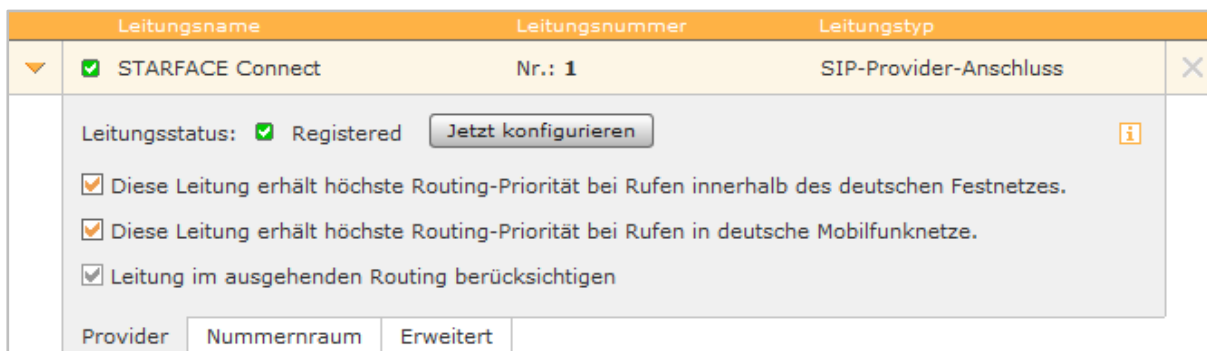 Leitungsname Leitungsnummer Leitungstyp
STARFACE Connect Nr.: 1 SIP-Provider-Anschluss
Leitungsstatus: Registered Jetzt konfigurieren
Diese Leitung erhält höchste Routing-Priorität bei Rufen innerhalb des deutschen Festnetzes.
Diese Leitung erhält höchste Routing-Priorität bei Rufen in deutsche Mobilfunknetze.
Leitung im ausgehenden Routing berücksichtigen
Provider Nummernraum Erweitert